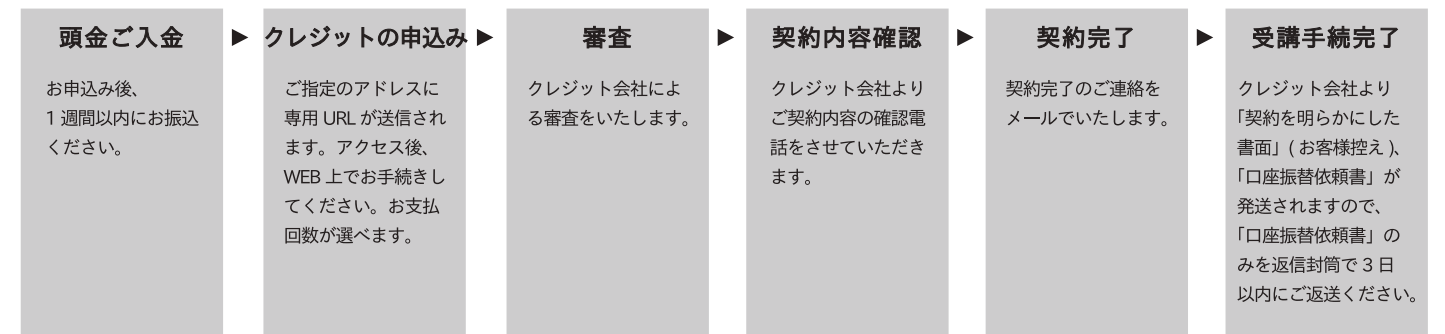 頭金ご入金
お申込み後、
1 週間以内にお振込
ください。
▶
クレジットの申込み
ご指定のアドレスに
専用 URL が送信され
ます。アクセス後、
WEB 上でお手続きし
てください。お支払
回数が選べます。
▶
審査
クレジット会社によ
る審査をいたします。
▶
契約内容確認
クレジット会社より
ご契約内容の確認電
話をさせていただき
ます。
▶
契約完了
契約完了のご連絡を
メールでいたします。
▶
受講手続完了
クレジット会社より
「契約を明らかにした
書面」( お客様控え )、
「口座振替依頼書」が
発送されますので、
「口座振替依頼書」の
みを返信封筒で 3 日
以内にご返送ください。